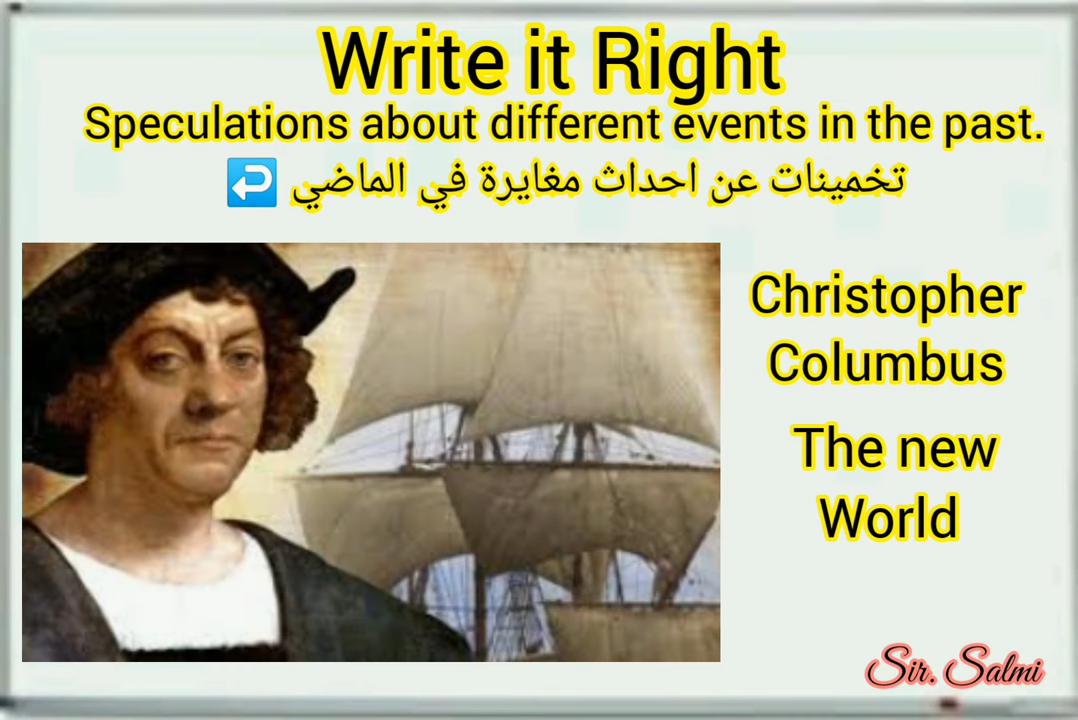 Write it Right
Speculations about different events in the past.
تخمينات عن احداث مغايرة في الماضي ↩️
Christopher
Columbus
The new
World
Sir. Salmi